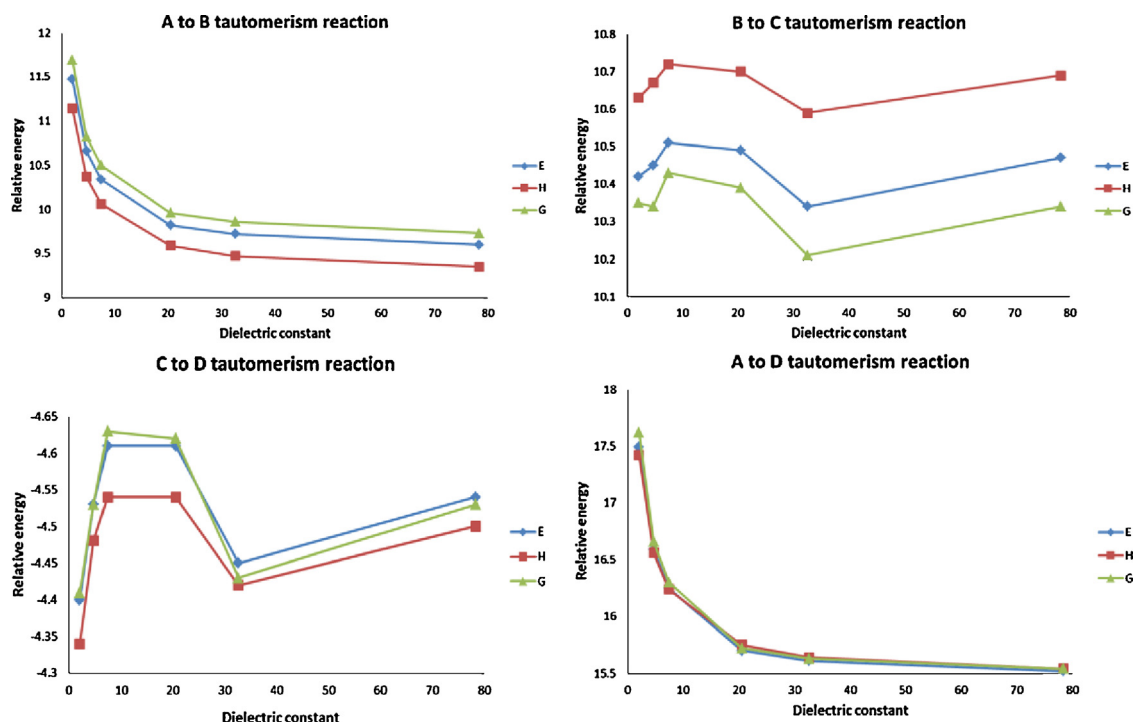 A to B tautomerism reaction
12
11.5
11
10.5
10
9.5
9
Relative energy
0 10 20 30 40 50 60 70 80
Dielectric constant
E
H
G
B to C tautomerism reaction
10.8
10.7
10.6
10.5
10.4
10.3
10.2
10.1
Relative energy
0 10 20 30 40 50 60 70 80
Dielectric constant
E
H
G
C to D tautomerism reaction
-4.65
-4.6
-4.55
-4.5
-4.45
-4.4
-4.35
-4.3
Relative energy
0 10 20 30 40 50 60 70 80
Dielectric constant
E
H
G
A to D tautomerism reaction
18
17.5
17
16.5
16
15.5
Relative energy
0 10 20 30 40 50 60 70 80
Dielectric constant
E
H
G